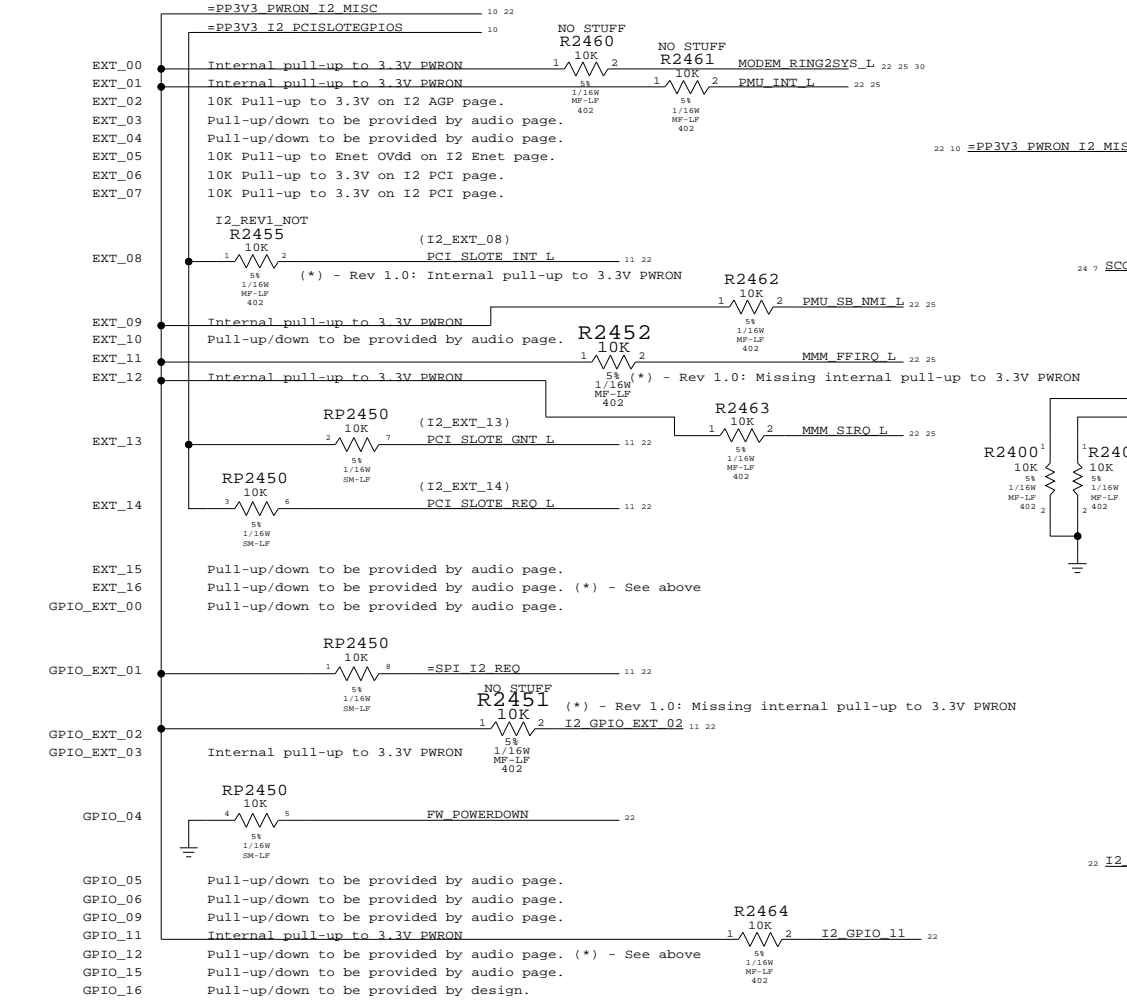 =PP3V3_PWRON_I2_MISC 10 22
=PP3V3_I2_PCISLOTEGPIOS 10
NO STUFF
R2460
10K
1 2
5%
1/16W
MF-LF
402
NO STUFF
R2461
10K
1 2
5%
1/16W
MF-LF
402
EXT_00 Internal pull-up to 3.3V PWRON MODEM_RING2SYS_L 22 25 30
EXT_01 Internal pull-up to 3.3V PWRON PMU_INT_L 22 25
EXT_02 10K Pull-up to 3.3V on I2 AGP page.
EXT_03 Pull-up/down to be provided by audio page.
EXT_04 Pull-up/down to be provided by audio page.
22 10 =PP3V3_PWRON_I2_MIS
EXT_05 10K Pull-up to Enet OVdd on I2 Enet page.
EXT_06 10K Pull-up to 3.3V on I2 PCI page.
EXT_07 10K Pull-up to 3.3V on I2 PCI page.
I2_REV1_NOT
R2455
10K
1 2
5%
1/16W
MF-LF
402
(I2_EXT_08)
EXT_08 PCI_SLOTE_INT_L 11 22
(*) - Rev 1.0: Internal pull-up to 3.3V PWRON
24 7 SCC
R2462
10K
1 2
5%
1/16W
MF-LF
402
PMU_SB_NMI_L 22 25
EXT_09 Internal pull-up to 3.3V PWRON
EXT_10 Pull-up/down to be provided by audio page.
R2452
10K
1 2
5%
1/16W
MF-LF
402
EXT_11 MMM_FFIRQ_L 22 25
EXT_12 Internal pull-up to 3.3V PWRON (*) - Rev 1.0: Missing internal pull-up to 3.3V PWRON
R2463
10K
1 2
5%
1/16W
MF-LF
402
MMM_SIRQ_L 22 25
RP2450
10K
2 7
5%
1/16W
SM-LF
(I2_EXT_13)
EXT_13 PCI_SLOTE_GNT_L 11 22
R2400
10K
5%
1/16W
MF-LF
402
1
2
R240
10K
5%
1/16W
MF-LF
402
1
2
RP2450
10K
3 6
5%
1/16W
SM-LF
(I2_EXT_14)
EXT_14 PCI_SLOTE_REQ_L 11 22
EXT_15 Pull-up/down to be provided by audio page.
EXT_16 Pull-up/down to be provided by audio page. (*) - See above
GPIO_EXT_00 Pull-up/down to be provided by audio page.
RP2450
10K
1 8
5%
1/16W
SM-LF
GPIO_EXT_01 =SPI_I2_REQ 11 22
NO STUFF
R2451
10K
1 2
5%
1/16W
MF-LF
402
(*) - Rev 1.0: Missing internal pull-up to 3.3V PWRON
I2_GPIO_EXT_02 11 22
GPIO_EXT_02
GPIO_EXT_03 Internal pull-up to 3.3V PWRON
RP2450
10K
4 5
5%
1/16W
SM-LF
GPIO_04 FW_POWERDOWN 22
22 I2_
GPIO_05 Pull-up/down to be provided by audio page.
GPIO_06 Pull-up/down to be provided by audio page.
GPIO_09 Pull-up/down to be provided by audio page.
R2464
10K
1 2
5%
1/16W
MF-LF
402
GPIO_11 Internal pull-up to 3.3V PWRON I2_GPIO_11 22
GPIO_12 Pull-up/down to be provided by audio page. (*) - See above
GPIO_15 Pull-up/down to be provided by audio page.
GPIO_16 Pull-up/down to be provided by design.